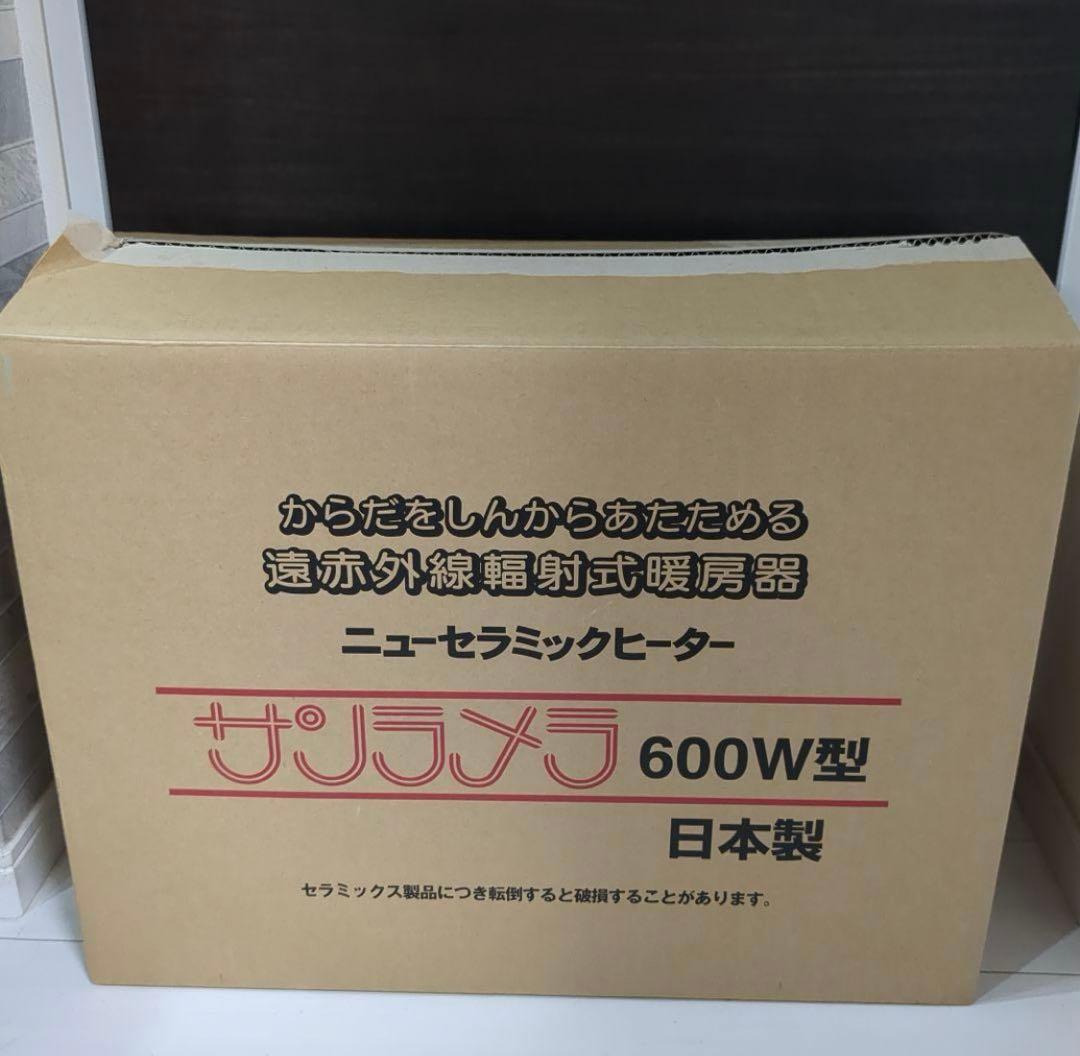 からだをしんからあたためる
遠赤外線輻射式暖房器
ニューセラミックヒーター
サンラメラ 600W型
日本製
セラミックス製品につき転倒すると破損することがあります。